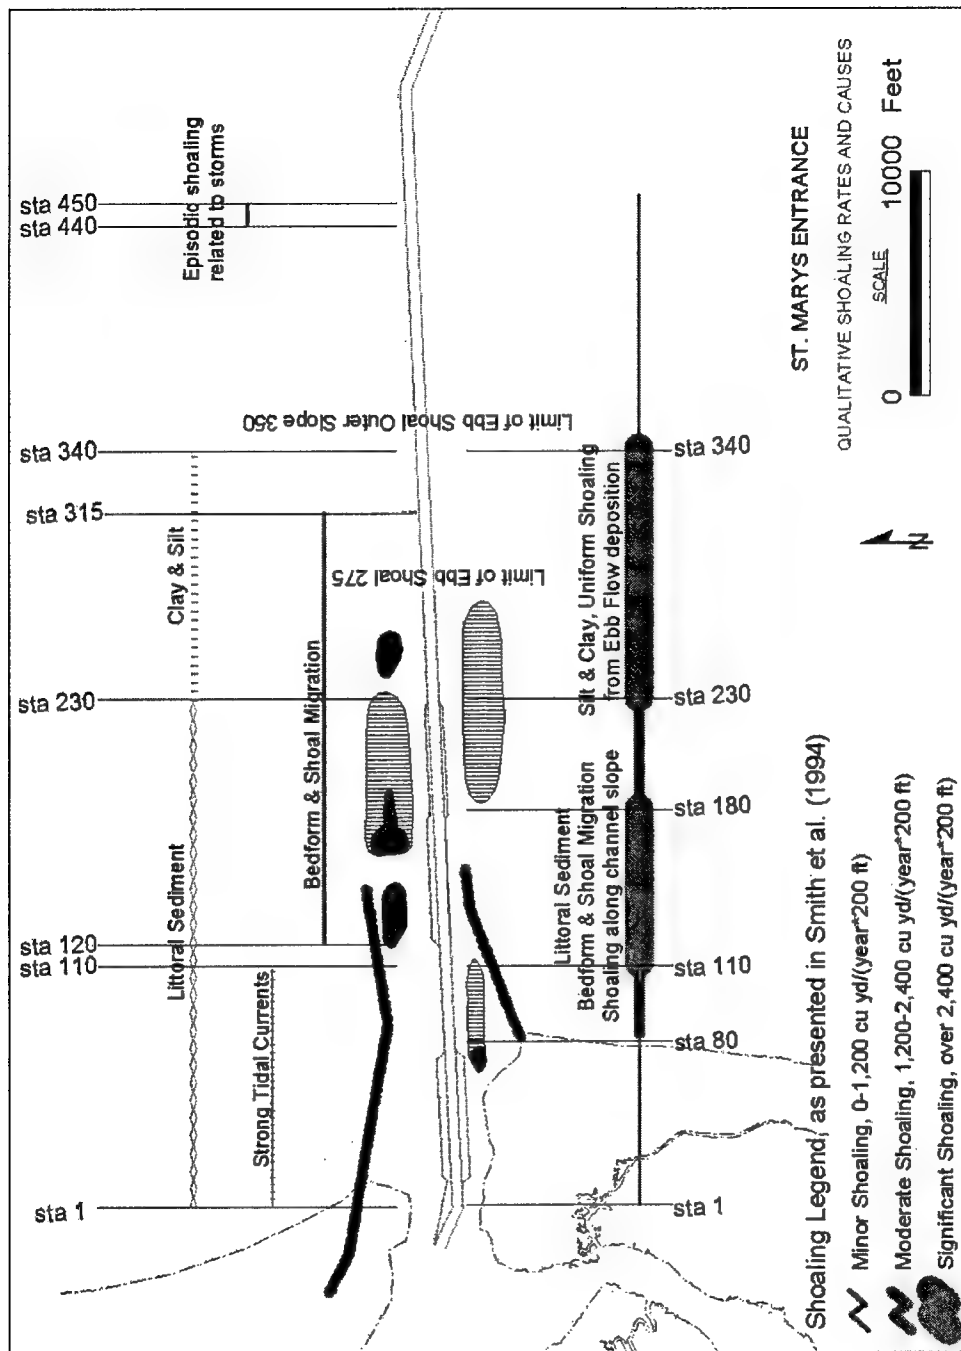 sta 450
sta 440
Episodic shoaling
related to storms
sta 340
sta 315
Clay & Silt
sta 230
Bedform & Shoal Migration
Littoral Sediment
sta 120
sta 110
Strong Tidal Currents
sta 1
Limit of Ebb Shoal Outer Slope 350
Limit of Ebb Shoal 275
sta 340
Silt & Clay, Uniform Shoaling
from Ebb Flow deposition
sta 230
sta 180
Littoral Sediment
Bedform & Shoal Migration
Shoaling along channel slope
sta 110
sta 80
sta 1
ST. MARYS ENTRANCE
QUALITATIVE SHOALING RATES AND CAUSES
SCALE
0 10000 Feet
N
Shoaling Legend, as presented in Smith et al. (1994)
Minor Shoaling, 0-1,200 cu yd/(year*200 ft)
Moderate Shoaling, 1,200-2,400 cu yd/(year*200 ft)
Significant Shoaling, over 2,400 cu yd/(year*200 ft)